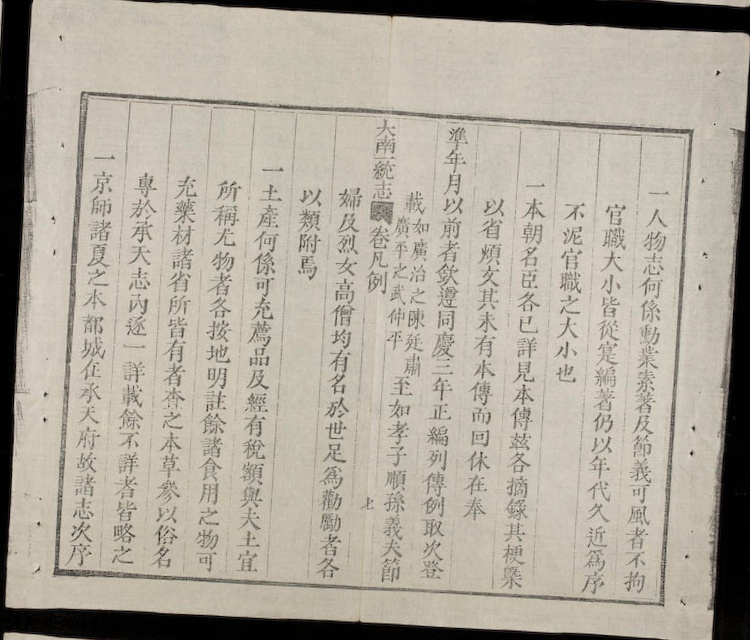 一人物志何係勳業素著及節義可風者不拘
官職大小皆從寔編著仍以年代久近爲序
不泥官職之大小也
一本朝名臣各已詳見本傳茲各摘錄其梗槩
以省煩文其未有本傳而回休在奉
準年月以前者欽遵同慶三年正編列傳例取次登
載如廣治之陳廷肅
廣平之武仲平
至如孝子順孫義夫節
大南一統志 卷凡例 上
婦及烈女高僧均有名於世足爲勸勵者各
以類附焉
一土產何係可充薦品及經有稅額與夫土宜
所稱尤物者各按地明註餘諸食用之物可
充藥材諸省所皆有者查之本草參以俗名
專於承天志內逐一詳載餘不詳者皆略之
一京師諸夏之本都城在承天府故諸志次序